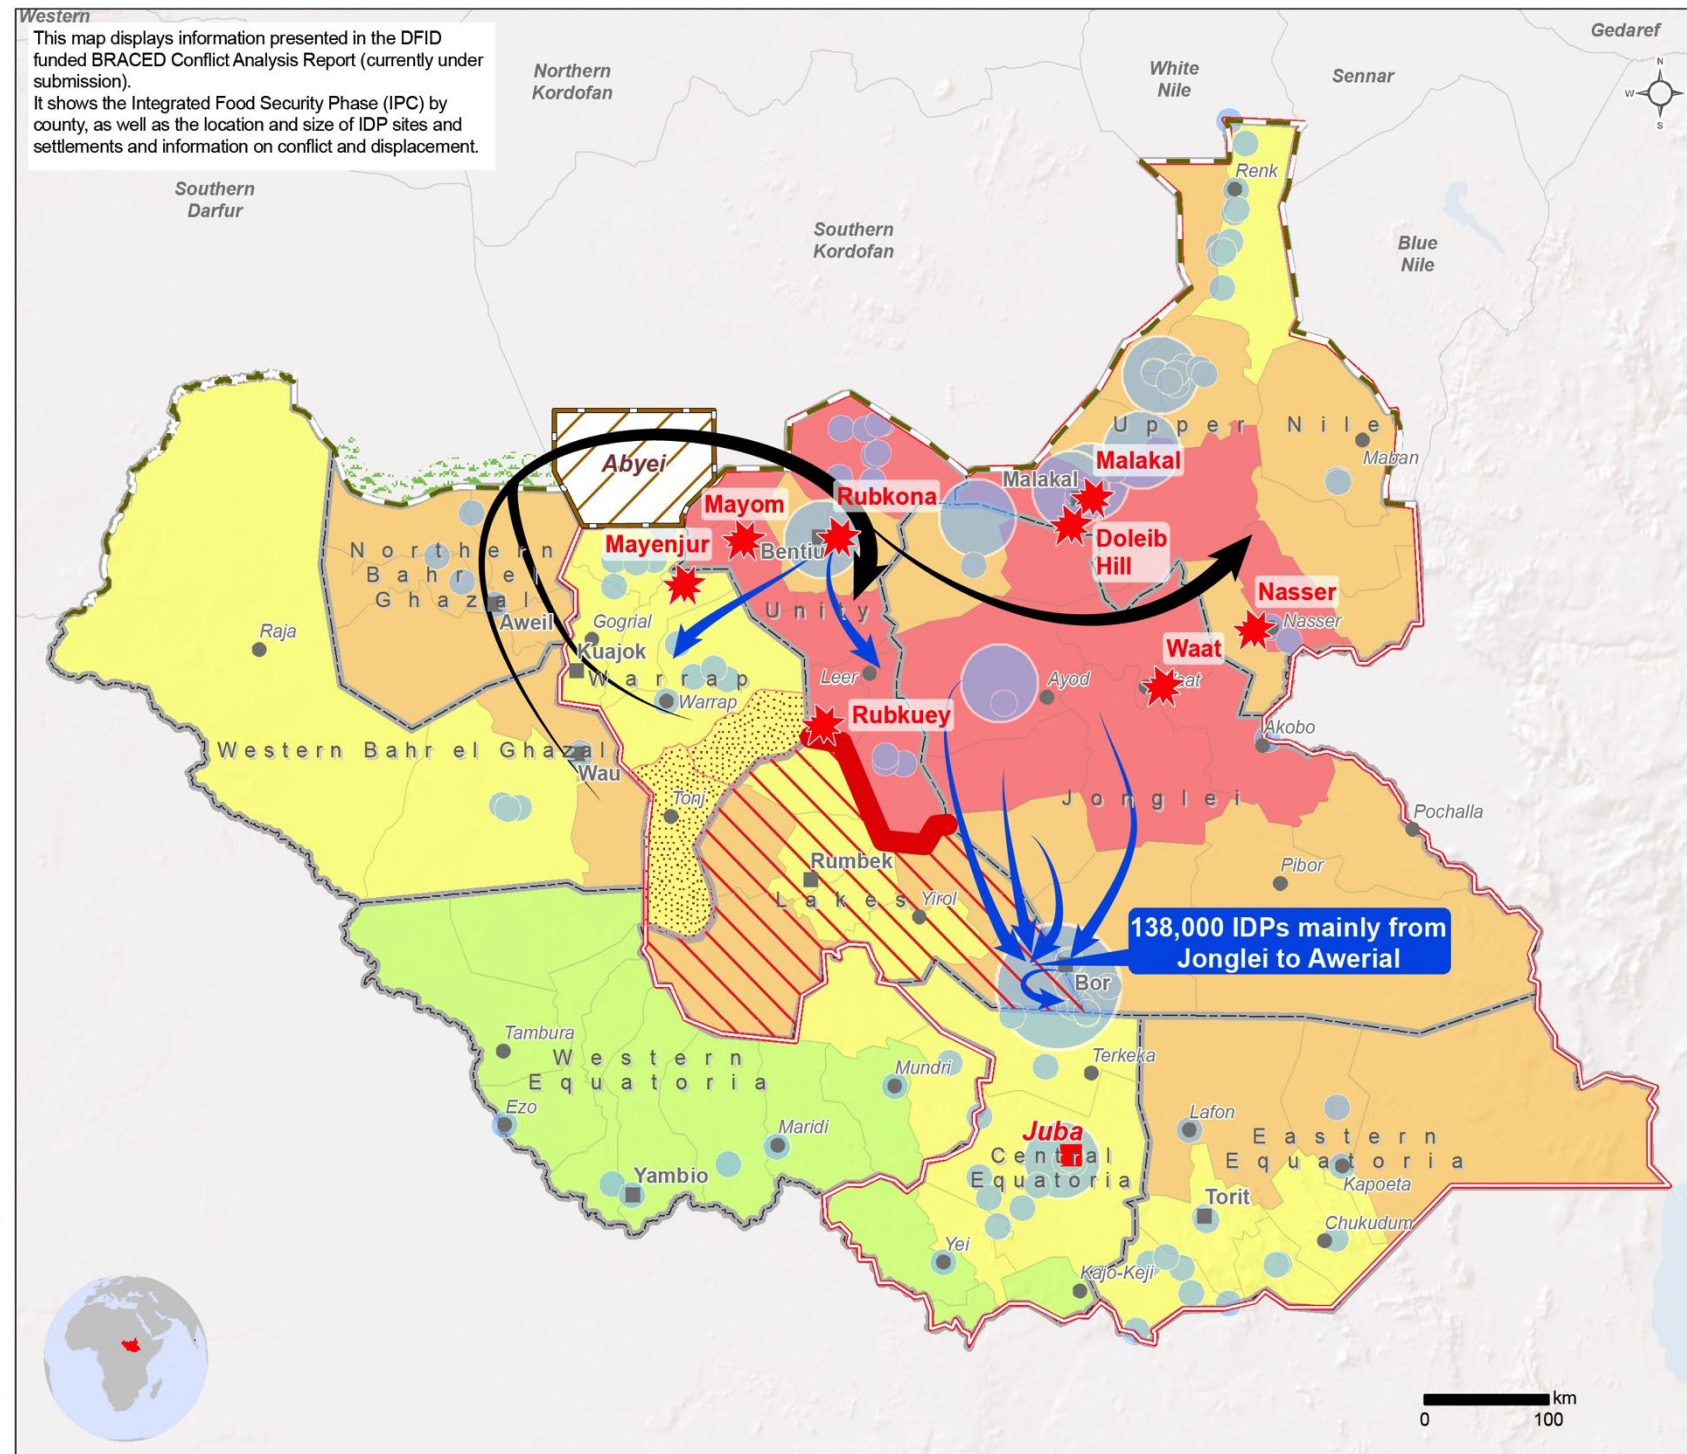 Western
This map displays information presented in the DFID
funded BRACED Conflict Analysis Report (currently under
submission).
It shows the Integrated Food Security Phase (IPC) by
county, as well as the location and size of IDP sites and
settlements and information on conflict and displacement.
Gedaref
Northern
Kordofan
White
Nile
Sennar
N
W
S
Southern
Darfur
Renk
Southern
Kordofan
Blue
Nile
Upper Nile
Abyei
Malakal
Maban
Malakal
Mayom
Rubkona
Mayenjur
Bentiu
Doleib
Hill
Northern
Bahr el
Ghazal
Aweil
Unity
Nasser
Nasser
Raja
Gogrial
Kuajok
Warrap
Warrap
Waat
Leer
Ayod
Rubkuey
Akobo
Western Bahr el Ghazal
Wau
Tonj
Jonglei
Pochalla
Rumbek
Lakes
Yirol
Pibor
138,000 IDPs mainly from
Jonglei to Awerial
Bor
Tambura
Western
Equatoria
Mundri
Terkeka
Ezo
Maridi
Lafon
Juba
Central
Equatoria
Eastern
Equatoria
Yambio
Kapoeta
Torit
Chukudum
Yei
Kajo-Keji
km
0 100